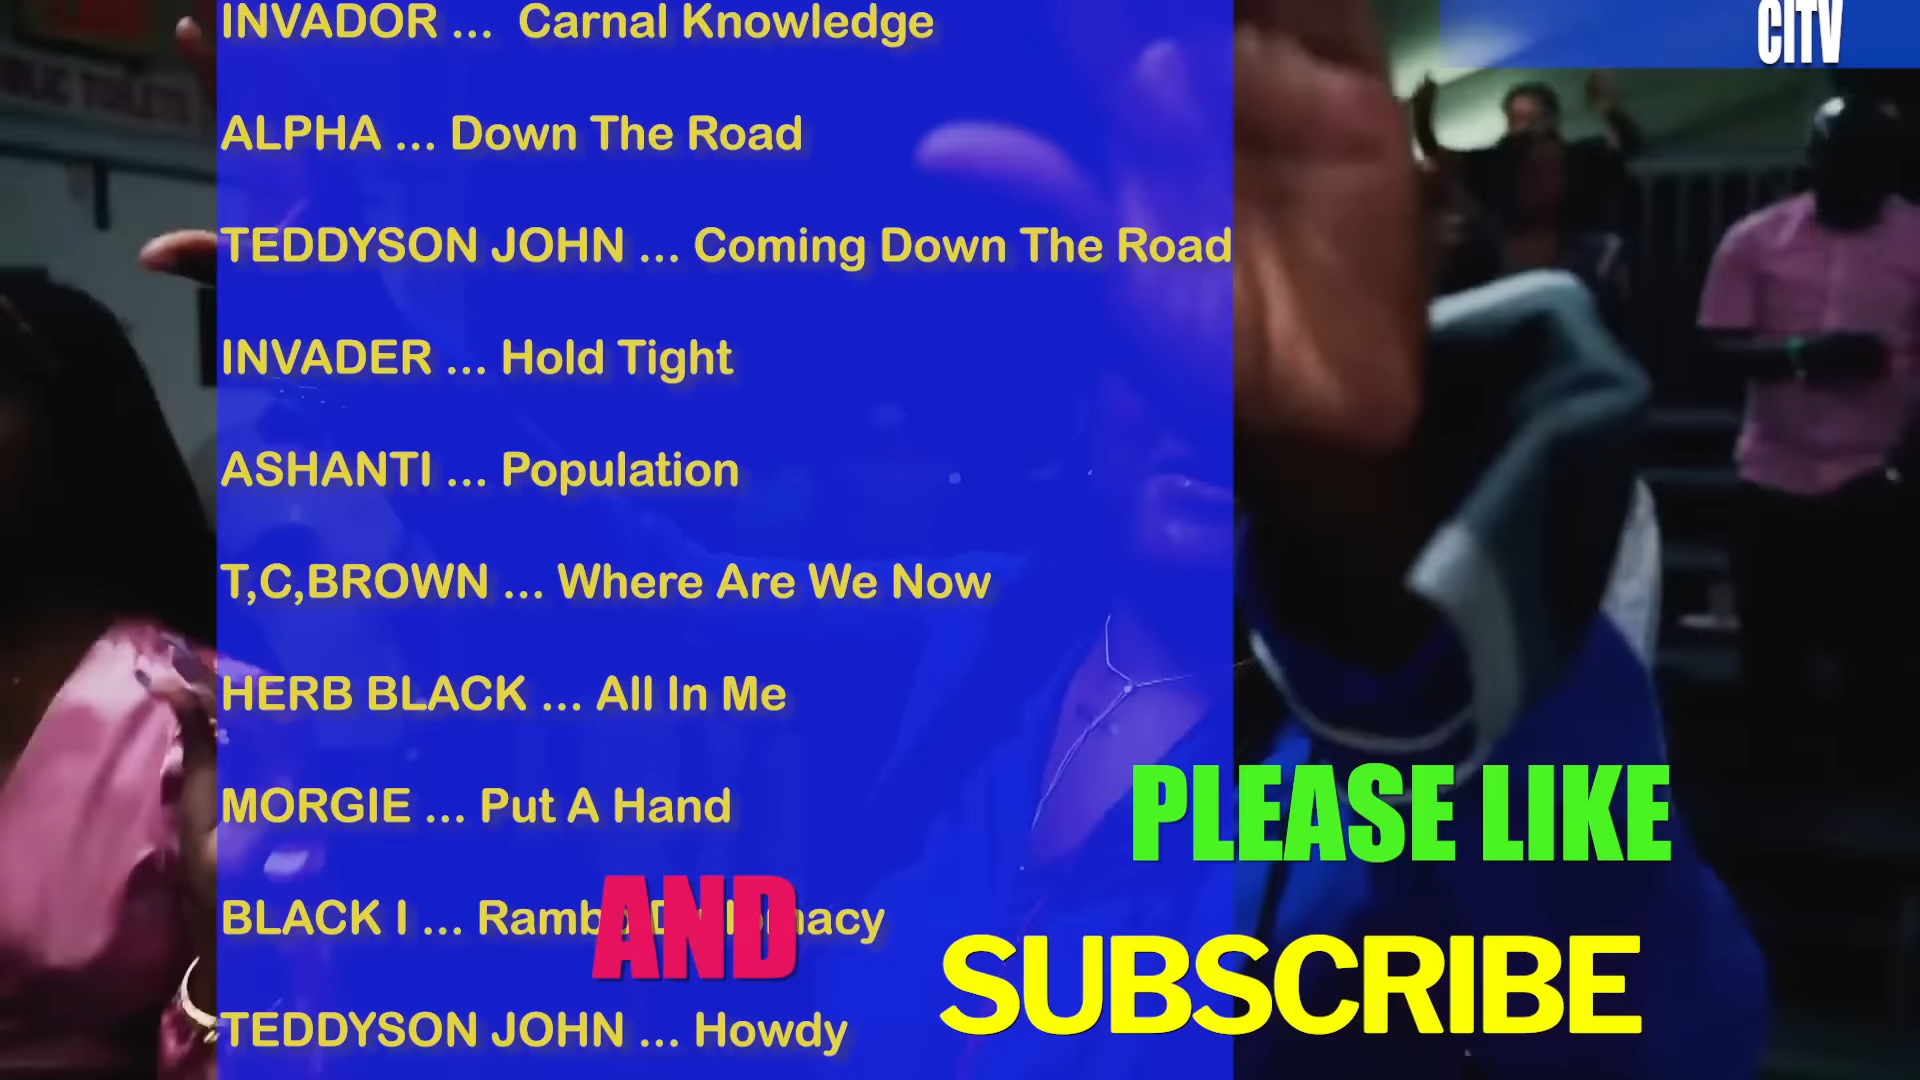 INVADOR ... Carnal Knowledge
CITV
ALPHA ... Down The Road
TEDDYSON JOHN ... Coming Down The Road
INVADER ... Hold Tight
ASHANTI ... Population
T,C,BROWN ... Where Are We Now
HERB BLACK ... All In Me
MORGIE ... Put A Hand
PLEASE LIKE
BLACK I ...
AND
SUBSCRIBE
TEDDYSON JOHN ... Howdy